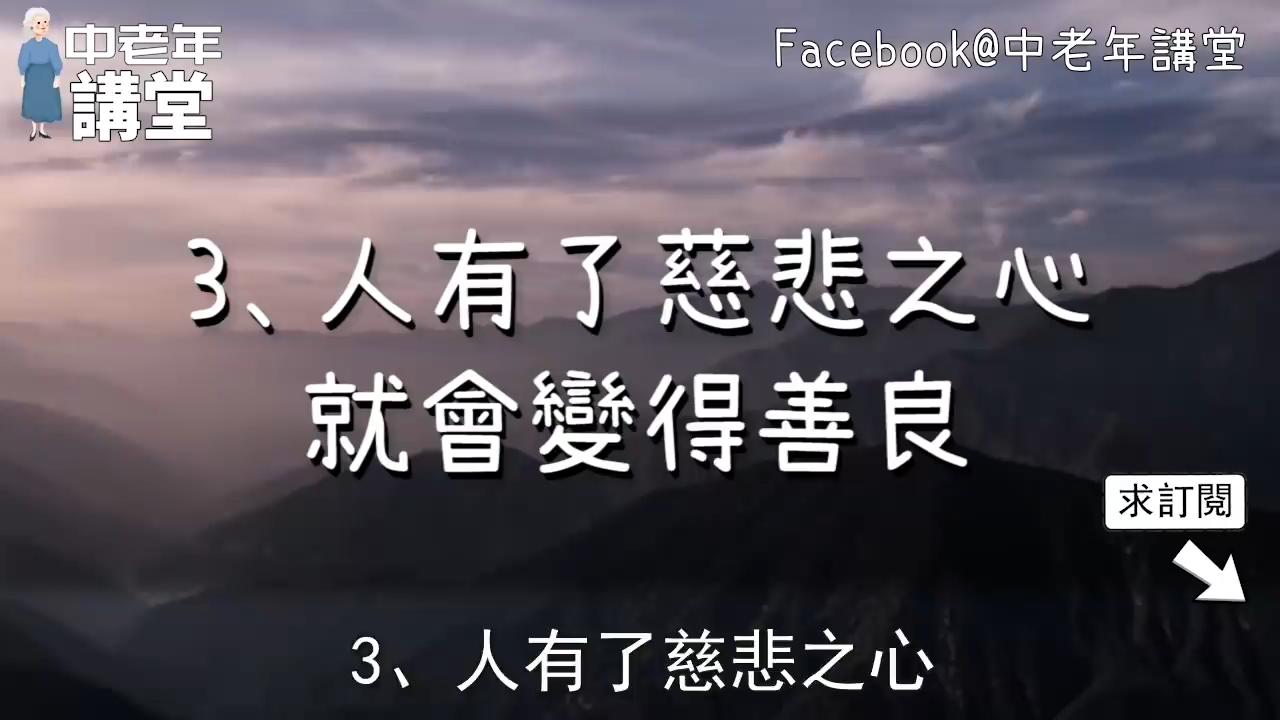 中老年
講堂
Facebook@中老年講堂
3、人有了慈悲之心
就會變得善良
求訂閱
3、人有了慈悲之心